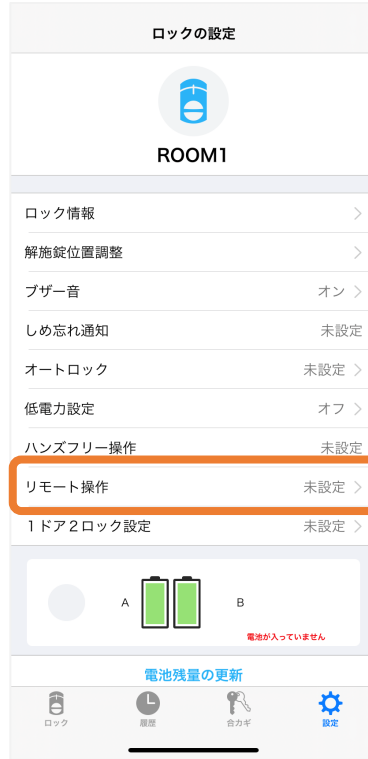 ロックの設定
ROOM1
ロック情報
解施錠位置調整
ブザー音 オン
しめ忘れ通知 未設定
オートロック 未設定
低電力設定 オフ
ハンズフリー操作 未設定
リモート操作 未設定
1ドア2ロック設定 未設定
A B
電池が入っていません
電池残量の更新
ロック 履歴 合カギ 設定